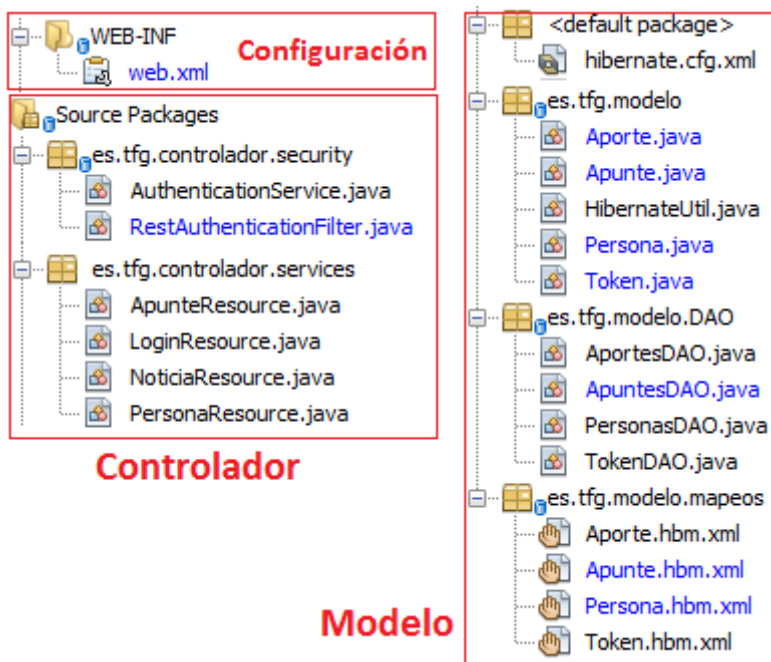 WEB-INF
Configuración
web.xml
Source Packages
es.tfg.controlador.security
AuthenticationService.java
RestAuthenticationFilter.java
es.tfg.controlador.services
ApunteResource.java
LoginResource.java
NoticiaResource.java
PersonaResource.java
Controlador
<default package>
hibernate.cfg.xml
es.tfg.modelo
Aporte.java
Apunte.java
HibernateUtil.java
Persona.java
Token.java
es.tfg.modelo.DAO
AportesDAO.java
ApuntesDAO.java
PersonasDAO.java
TokenDAO.java
es.tfg.modelo.mapeos
Aporte.hbm.xml
Apunte.hbm.xml
Persona.hbm.xml
Token.hbm.xml
Modelo